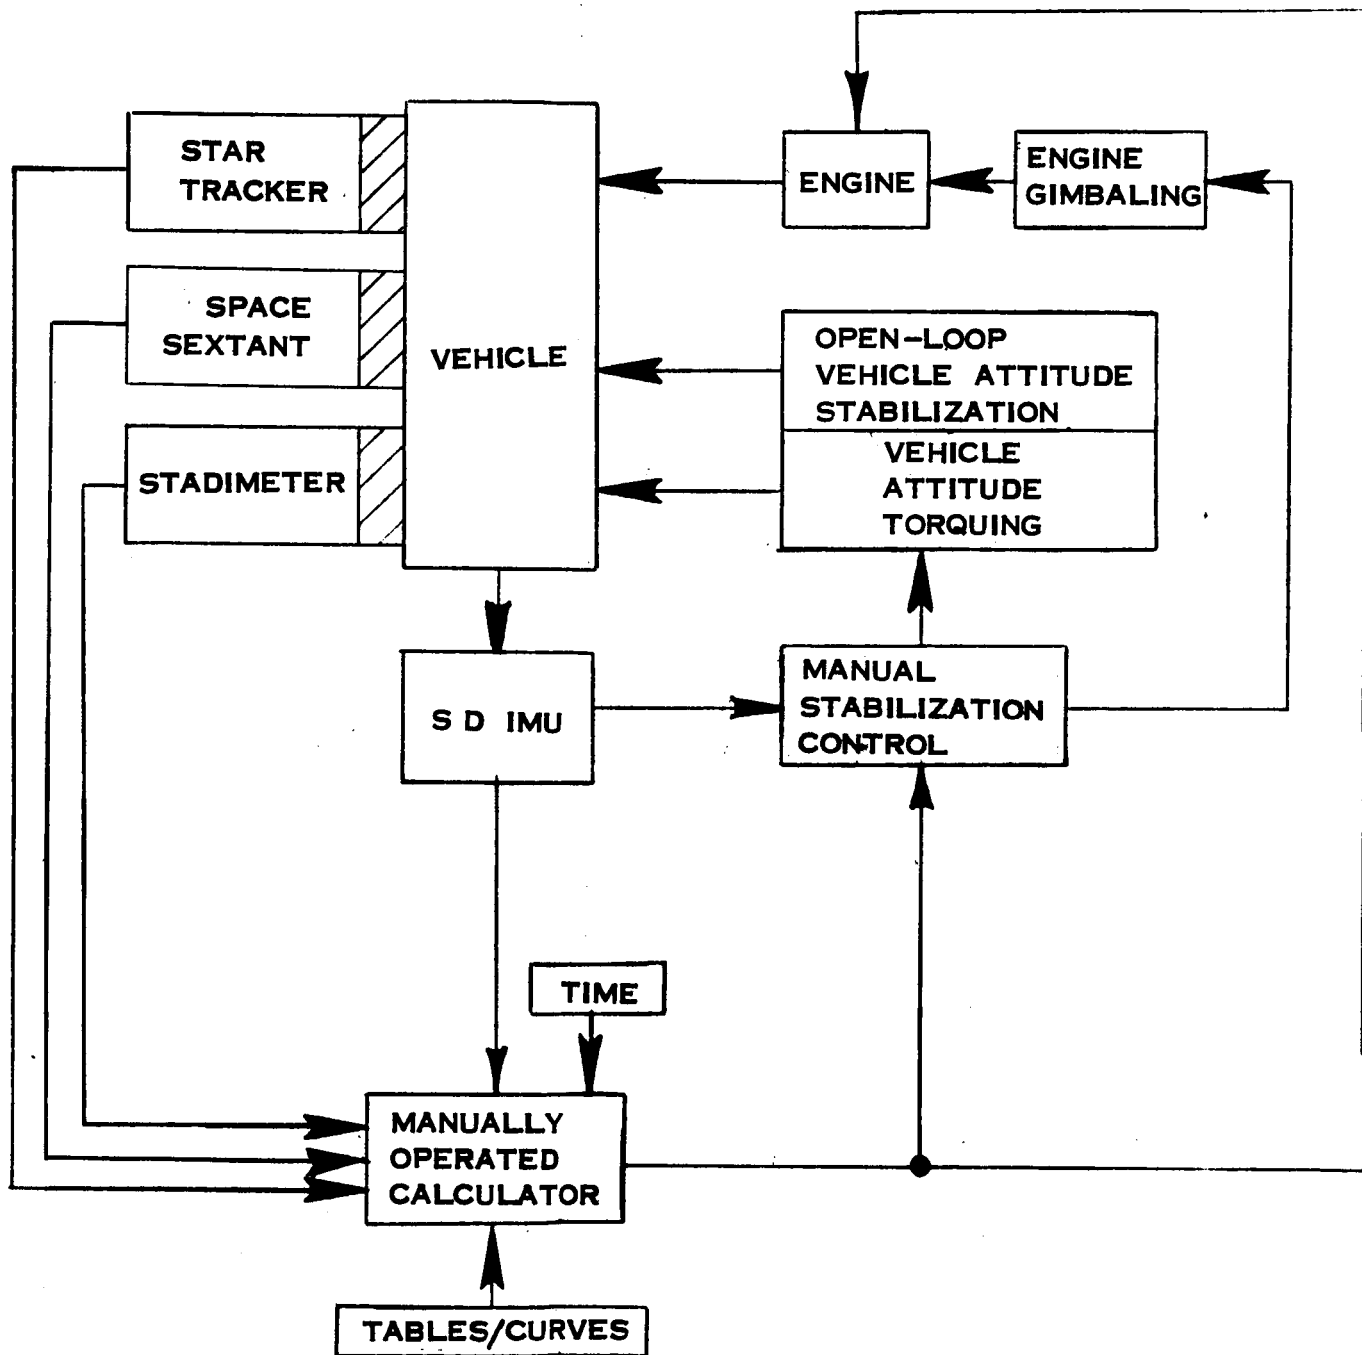 STAR
TRACKER
SPACE
SEXTANT
STADIMETER
VEHICLE
ENGINE
ENGINE
GIMBALING
OPEN-LOOP
VEHICLE ATTITUDE
STABILIZATION
VEHICLE
ATTITUDE
TORQUING
S D IMU
MANUAL
STABILIZATION
CONTROL
TIME
MANUALLY
OPERATED
CALCULATOR
TABLES/CURVES